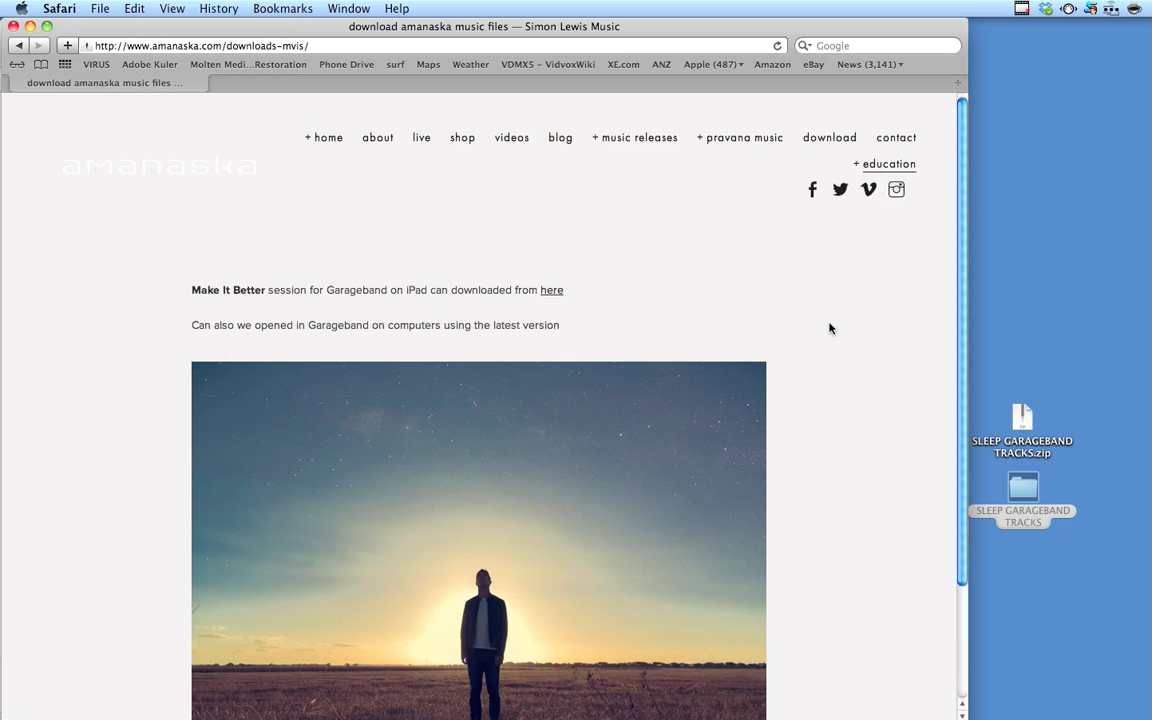 Safari File Edit View History Bookmarks Window Help
download amanaska music files — Simon Lewis Music
http://www.amanaska.com/downloads-mvis/
Google
VIRUS Adobe Kuler Molten Medi...Restoration Phone Drive surf Maps Weather VDMX5 - VidvoxWiki XE.com ANZ Apple (487) Amazon eBay News (3,141)
download amanaska music files ...
+ home about live shop videos blog + music releases + pravana music download contact
+ education
amanaska
Make It Better session for Garageband on iPad can downloaded from here
Can also we opened in Garageband on computers using the latest version
SLEEP GARAGEBAND
TRACKS.zip
SLEEP GARAGEBAND
TRACKS